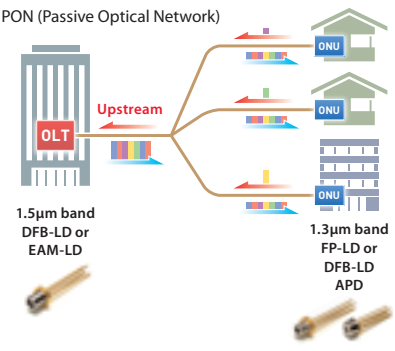 PON (Passive Optical Network)
ONU
Upstream
ONU
OLT
ONU
1.5μm band
DFB-LD or
EAM-LD
1.3μm band
FP-LD or
DFB-LD
APD